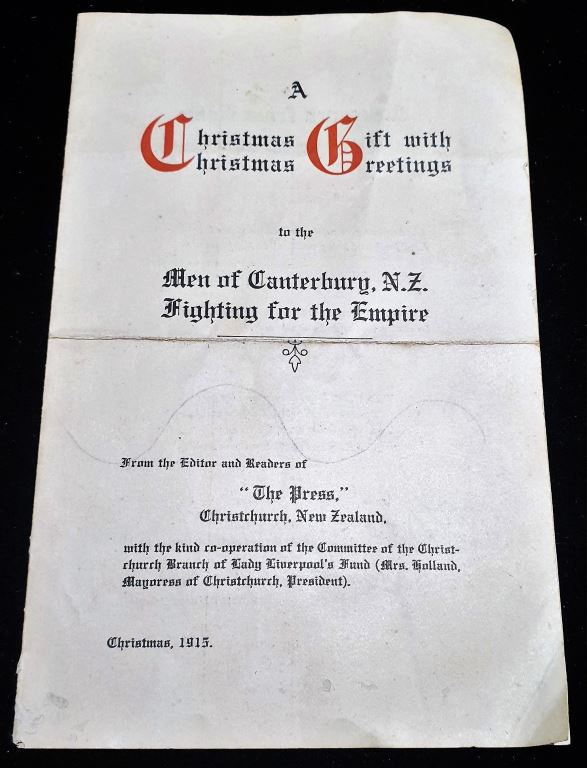 A
Christmas Gift with
Christmas Greetings
to the
Men of Canterbury, N.Z.
Fighting for the Empire
From the Editor and Readers of
"The Press,"
Christchurch, New Zealand,
with the kind co-operation of the Committee of the Christ-
church Branch of Lady Liverpool's Fund (Mrs. Holland,
Mayoress of Christchurch, President).
Christmas, 1915.